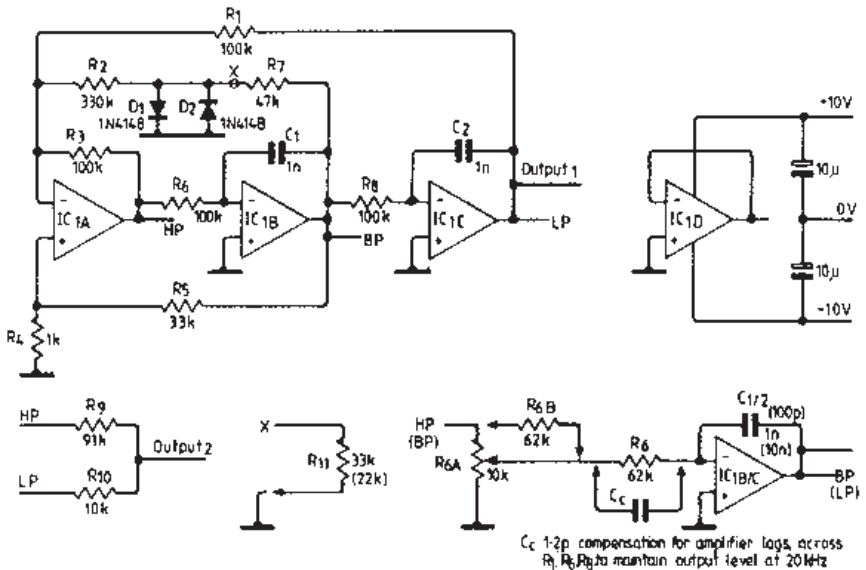 R1
100k
R2
330k
X
R7
47k
D1
1N4148
D2
1N4148
R3
100k
C1
1n
C2
1n
R6
100k
R8
100k
Output 1
IC1A
HP
IC1B
BP
IC1C
LP
R5
33k
R4
1k
+10V
10µ
0V
10µ
-10V
IC1D
HP
R9
91k
Output 2
LP
R10
10k
X
R11
33k
(22k)
HP
(BP)
R6B
62k
R6A
10k
R6
62k
Cc
C1/2
(100p)
1n
(10n)
IC1B/C
BP
(LP)
Cc 1-2p compensation for amplifier lags, across
R1, R6, R8, to maintain output level at 20kHz